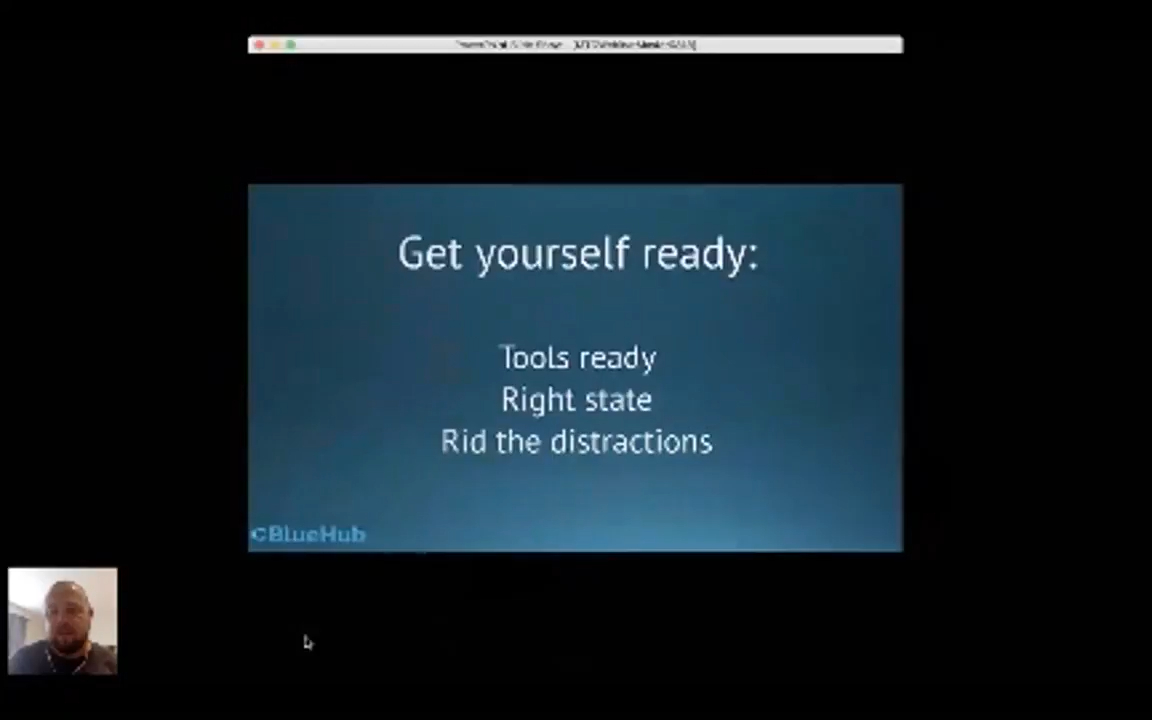 Get yourself ready:
Tools ready
Right state
Rid the distractions
©BlueHub